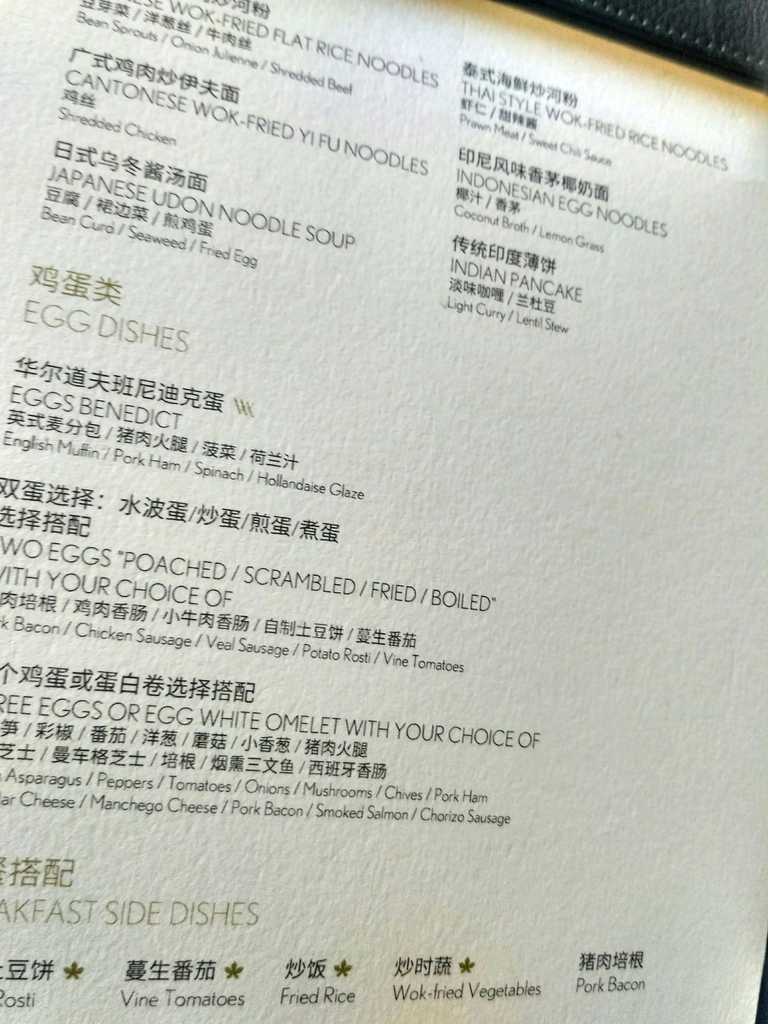 炒河粉
WOK-FRIED FLAT RICE NOODLES
豆芽菜 / 洋葱丝 / 牛肉丝
Bean Sprouts / Onion Julienne / Shredded Beef
广式鸡肉炒伊夫面
CANTONESE WOK-FRIED YI FU NOODLES
鸡丝
Shredded Chicken
日式乌冬酱汤面
JAPANESE UDON NOODLE SOUP
豆腐 / 裙边菜 / 煎鸡蛋
Bean Curd / Seaweed / Fried Egg
泰式海鲜炒河粉
THAI STYLE WOK-FRIED RICE NOODLES
虾仁 / 甜辣酱
Prawn Meat / Sweet Chili Sauce
印尼风味香茅椰奶面
INDONESIAN EGG NOODLES
椰汁 / 香茅
Coconut Broth / Lemon Grass
传统印度薄饼
INDIAN PANCAKE
淡味咖喱 / 兰杜豆
Light Curry / Lentil Stew
鸡蛋类
EGG DISHES
华尔道夫班尼迪克蛋
EGGS BENEDICT
英式麦分包 / 猪肉火腿 / 菠菜 / 荷兰汁
English Muffin / Pork Ham / Spinach / Hollandaise Glaze
双蛋选择：水波蛋/炒蛋/煎蛋/煮蛋
选择搭配
WO EGGS "POACHED / SCRAMBLED / FRIED / BOILED"
WITH YOUR CHOICE OF
肉培根 / 鸡肉香肠 / 小牛肉香肠 / 自制土豆饼 / 蔓生番茄
rk Bacon / Chicken Sausage / Veal Sausage / Potato Rosti / Vine Tomatoes
个鸡蛋或蛋白卷选择搭配
REE EGGS OR EGG WHITE OMELET WITH YOUR CHOICE OF
笋 / 彩椒 / 番茄 / 洋葱 / 蘑菇 / 小香葱 / 猪肉火腿
芝士 / 曼车格芝士 / 培根 / 烟熏三文鱼 / 西班牙香肠
Asparagus / Peppers / Tomatoes / Onions / Mushrooms / Chives / Pork Ham
dar Cheese / Manchego Cheese / Pork Bacon / Smoked Salmon / Chorizo Sausage
搭配
AKFAST SIDE DISHES
土豆饼 蔓生番茄 炒饭 炒时蔬 猪肉培根
Rosti Vine Tomatoes Fried Rice Wok-fried Vegetables Pork Bacon